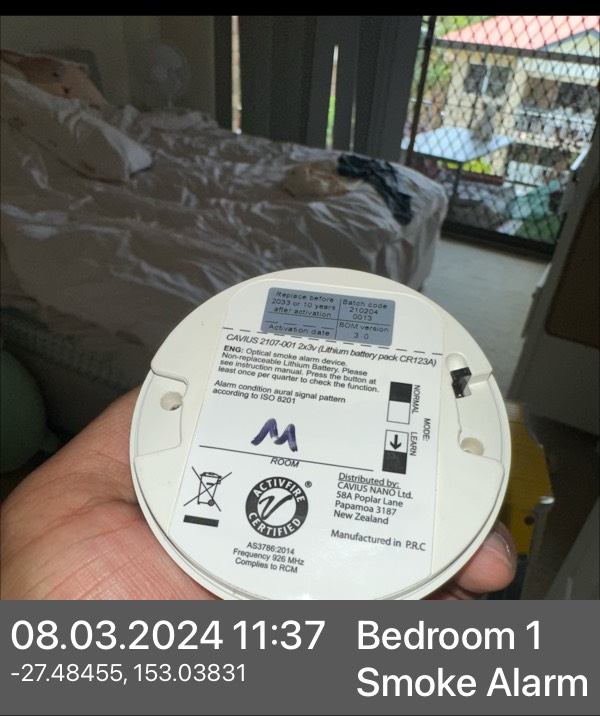 Replace before
2033 or 10 years
after activation
Batch code
210204
0013
Activation date
BOM version
3.0
CAVIUS 2107-001 2x3v (Lithium battery pack CR123A)
ENG: Optical smoke alarm device.
Non-replaceable Lithium Battery. Please
see instruction manual. Press the button at
least once per quarter to check the function.
Alarm condition aural signal pattern
according to ISO 8201
NORMAL
MODE:
LEARN
M
ROOM
ACTIVFIRE®
CERTIFIED
Distributed by:
CAVIUS NANO Ltd.
58A Poplar Lane
Papamoa 3187
New Zealand
Manufactured in P.R.C
AS3786:2014
Frequency 926 MHz
Complies to RCM
08.03.2024 11:37
-27.48455, 153.03831
Bedroom 1
Smoke Alarm